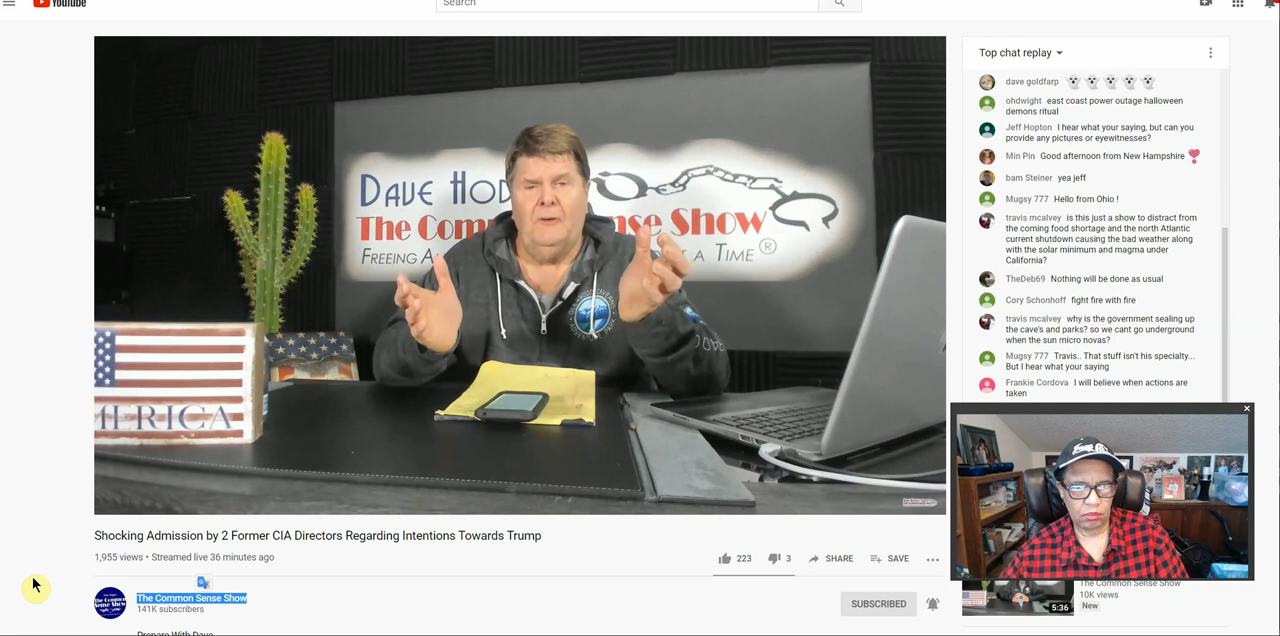 YouTube
Search
DAVE HOD
The Comm nse Show
FREEING A T A TIME ®
MERICA
Shocking Admission by 2 Former CIA Directors Regarding Intentions Towards Trump
1,955 views • Streamed live 36 minutes ago
223
3
SHARE
SAVE
The Common Sense Show
141K subscribers
SUBSCRIBED
Prepare With Dave
Top chat replay
dave goldfarp
ohdwight east coast power outage halloween
demons ritual
Jeff Hopton I hear what your saying, but can you
provide any pictures or eyewitnesses?
Min Pin Good afternoon from New Hampshire
bam Steiner yea jeff
Mugsy 777 Hello from Ohio !
travis mcalvey is this just a show to distract from
the coming food shortage and the north Atlantic
current shutdown causing the bad weather along
with the solar minimum and magma under
California?
TheDeb69 Nothing will be done as usual
Cory Schonhoff fight fire with fire
travis mcalvey why is the government sealing up
the cave's and parks? so we cant go underground
when the sun micro novas?
Mugsy 777 Travis.. That stuff isn't his specialty...
But I hear what your saying
Frankie Cordova I will believe when actions are
taken
The Common Sense Show
10K views
New
5:36